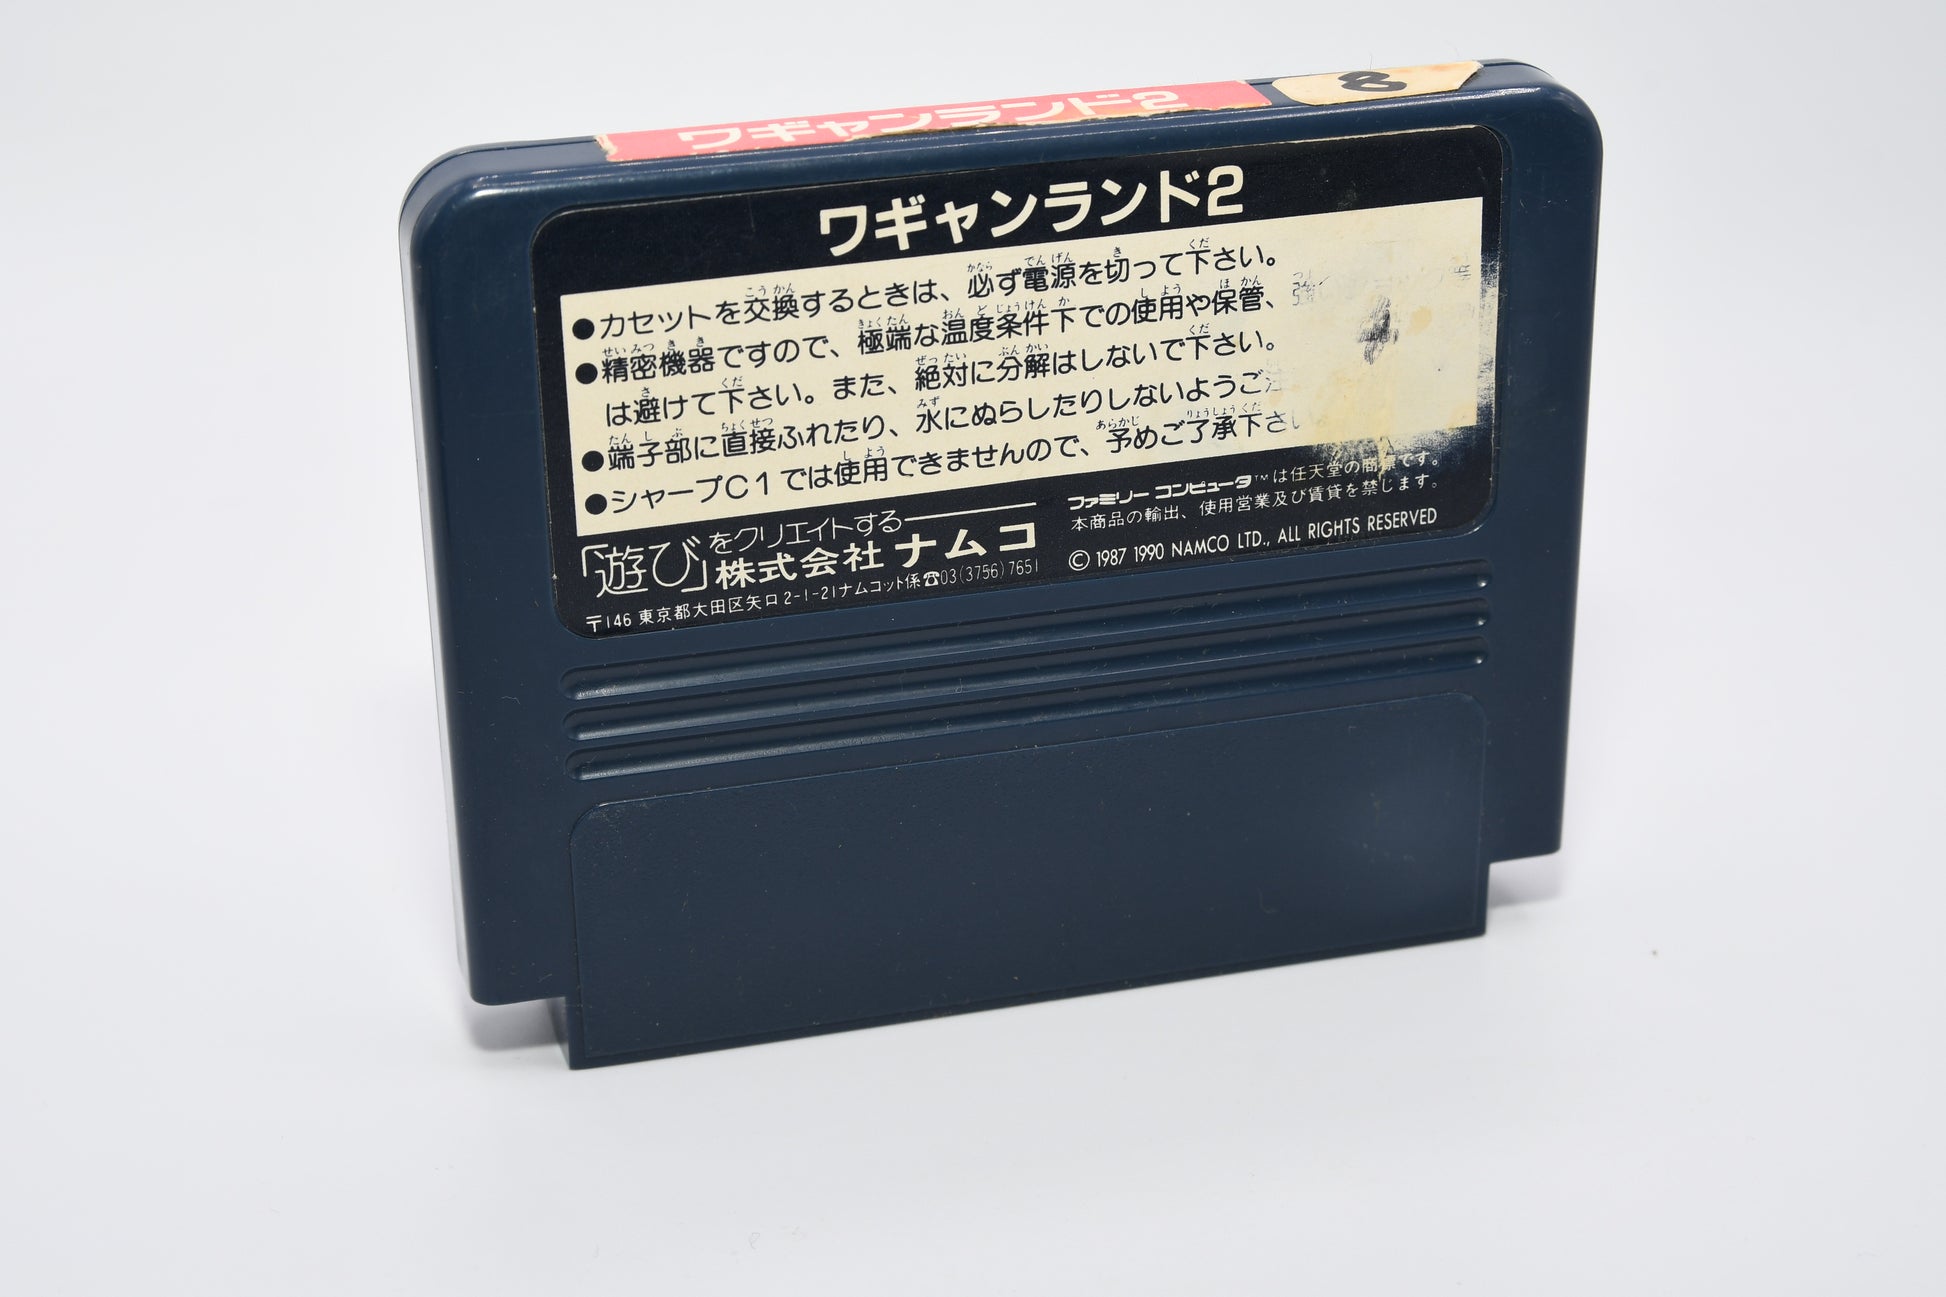 ワギャンランド2
8
ワギャンランド2
●カセットを交換するときは、必ず電源を切って下さい。
●精密機器ですので、極端な温度条件下での使用や保管、強
は避けて下さい。また、絶対に分解はしないで下さい。
●端子部に直接ふれたり、水にぬらしたりしないようご注
●シャープC1では使用できませんので、予めご了承下さい
「遊び」をクリエイトする
株式会社ナムコ
〒146 東京都大田区矢口2-1-21ナムコット係☎03(3756)7651
ファミリーコンピュータ™は任天堂の商標です。
本商品の輸出、使用営業及び賃貸を禁じます。
© 1987 1990 NAMCO LTD., ALL RIGHTS RESERVED